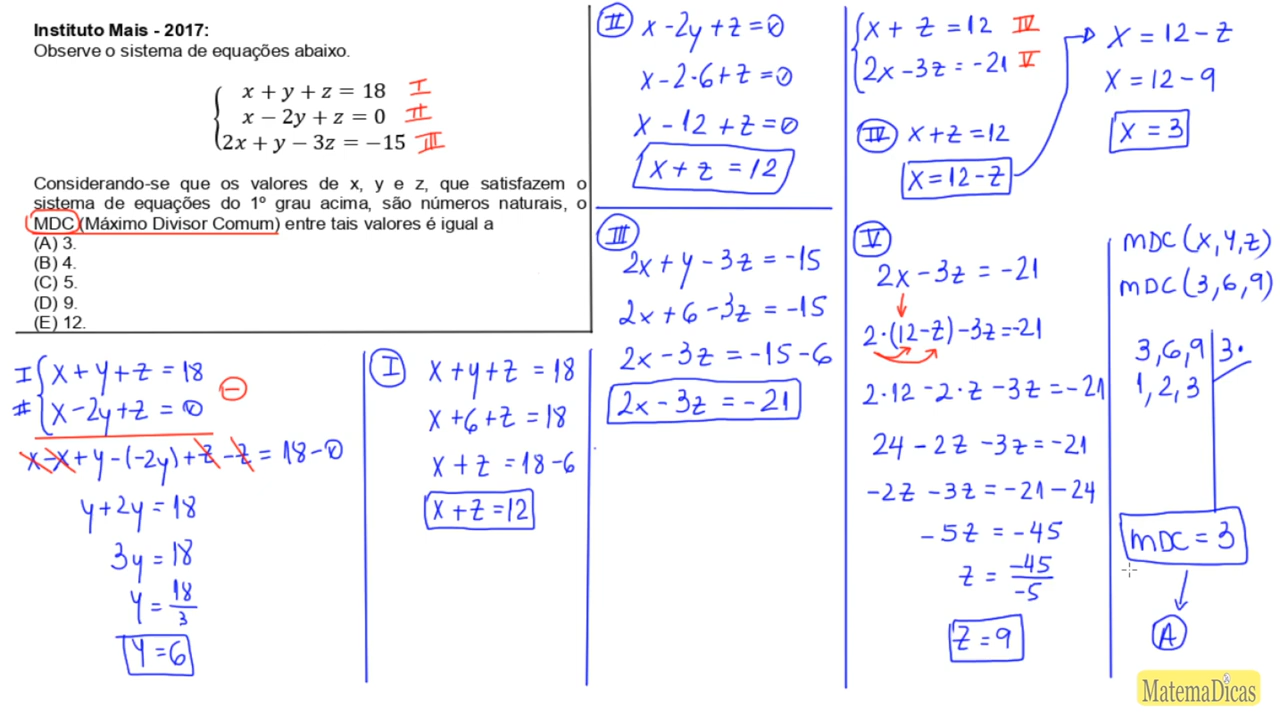 Instituto Mais - 2017:
Observe o sistema de equações abaixo.
x + y + z = 18 I
x − 2y + z = 0 II
2x + y − 3z = −15 III
Considerando-se que os valores de x, y e z, que satisfazem o
sistema de equações do 1º grau acima, são números naturais, o
MDC (Máximo Divisor Comum) entre tais valores é igual a
(A) 3.
(B) 4.
(C) 5.
(D) 9.
(E) 12.
I x + y + z = 18
II x - 2y + z = 0
-
x - x + y - (-2y) + z - z = 18 - 0
y + 2y = 18
3y = 18
y = 18/3
y = 6
I x + y + z = 18
x + 6 + z = 18
x + z = 18 - 6
x + z = 12
II x - 2y + z = 0
x - 2·6 + z = 0
x - 12 + z = 0
x + z = 12
III
2x + y - 3z = -15
2x + 6 - 3z = -15
2x - 3z = -15 - 6
2x - 3z = -21
x + z = 12 IV
2x - 3z = -21 V
IV x + z = 12
x = 12 - z
x = 12 - z
x = 12 - 9
x = 3
V
2x - 3z = -21
2·(12 - z) - 3z = -21
2·12 - 2·z - 3z = -21
24 - 2z - 3z = -21
-2z - 3z = -21 - 24
-5z = -45
z = -45/-5
z = 9
MDC(x, y, z)
MDC(3, 6, 9)
3, 6, 9 | 3·
1, 2, 3
MDC = 3
A
MatemaDicas